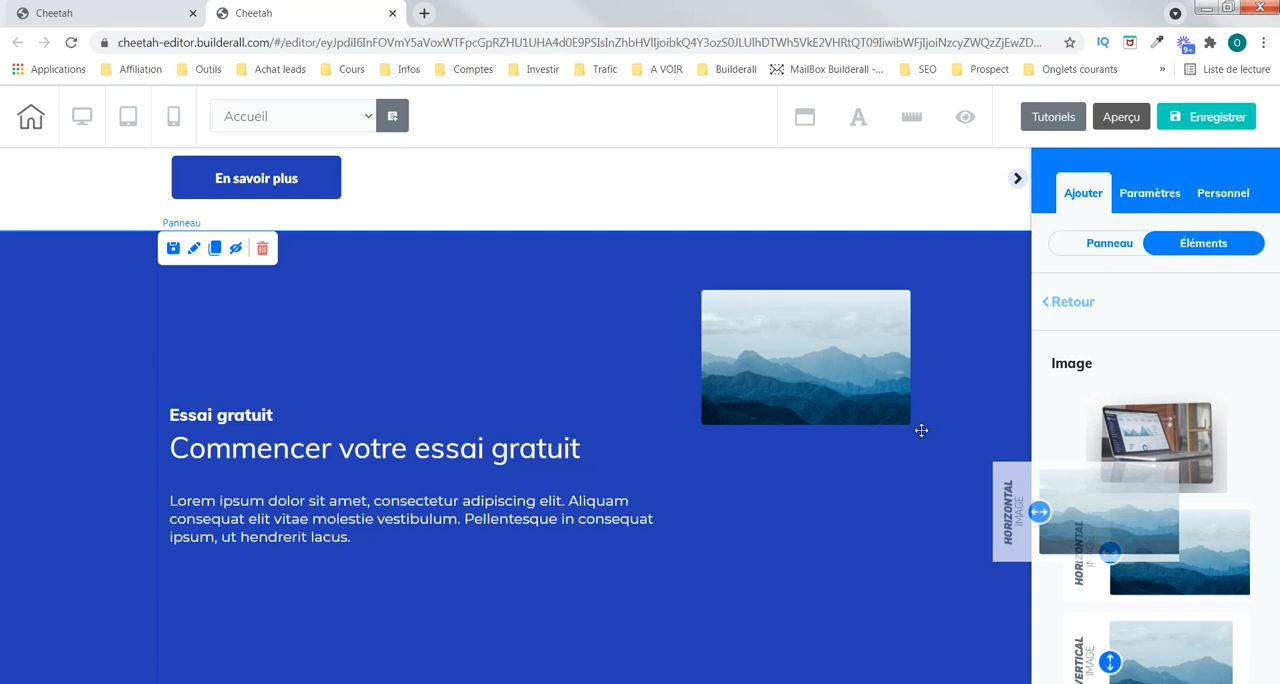 Cheetah
Cheetah
cheetah-editor.builderall.com/#/editor/eyJpdiI6InFOVmY5aVoxWTFpcGpRZHU1UHA4d0E9PSIsInZhbHVlIjoibkQ4Y3ozS0JLUlhDTWh5VkE2VHRtQT09IiwibWFjIjoiNzcyZWQzZjEwZD...
IQ
9+
O
Applications
Affiliation
Outils
Achat leads
Cours
Infos
Comptes
Investir
Trafic
A VOIR
Builderall
MailBox Builderall -...
SEO
Prospect
Onglets courants
»
Liste de lecture
Accueil
A
Tutoriels
Aperçu
Enregistrer
En savoir plus
Panneau
Ajouter
Paramètres
Personnel
Panneau
Éléments
Retour
Image
Essai gratuit
Commencer votre essai gratuit
Lorem ipsum dolor sit amet, consectetur adipiscing elit. Aliquam
consequat elit vitae molestie vestibulum. Pellentesque in consequat
ipsum, ut hendrerit lacus.
HORIZONTAL
IMAGE
HORIZONTAL
IMAGE
VERTICAL
IMAGE